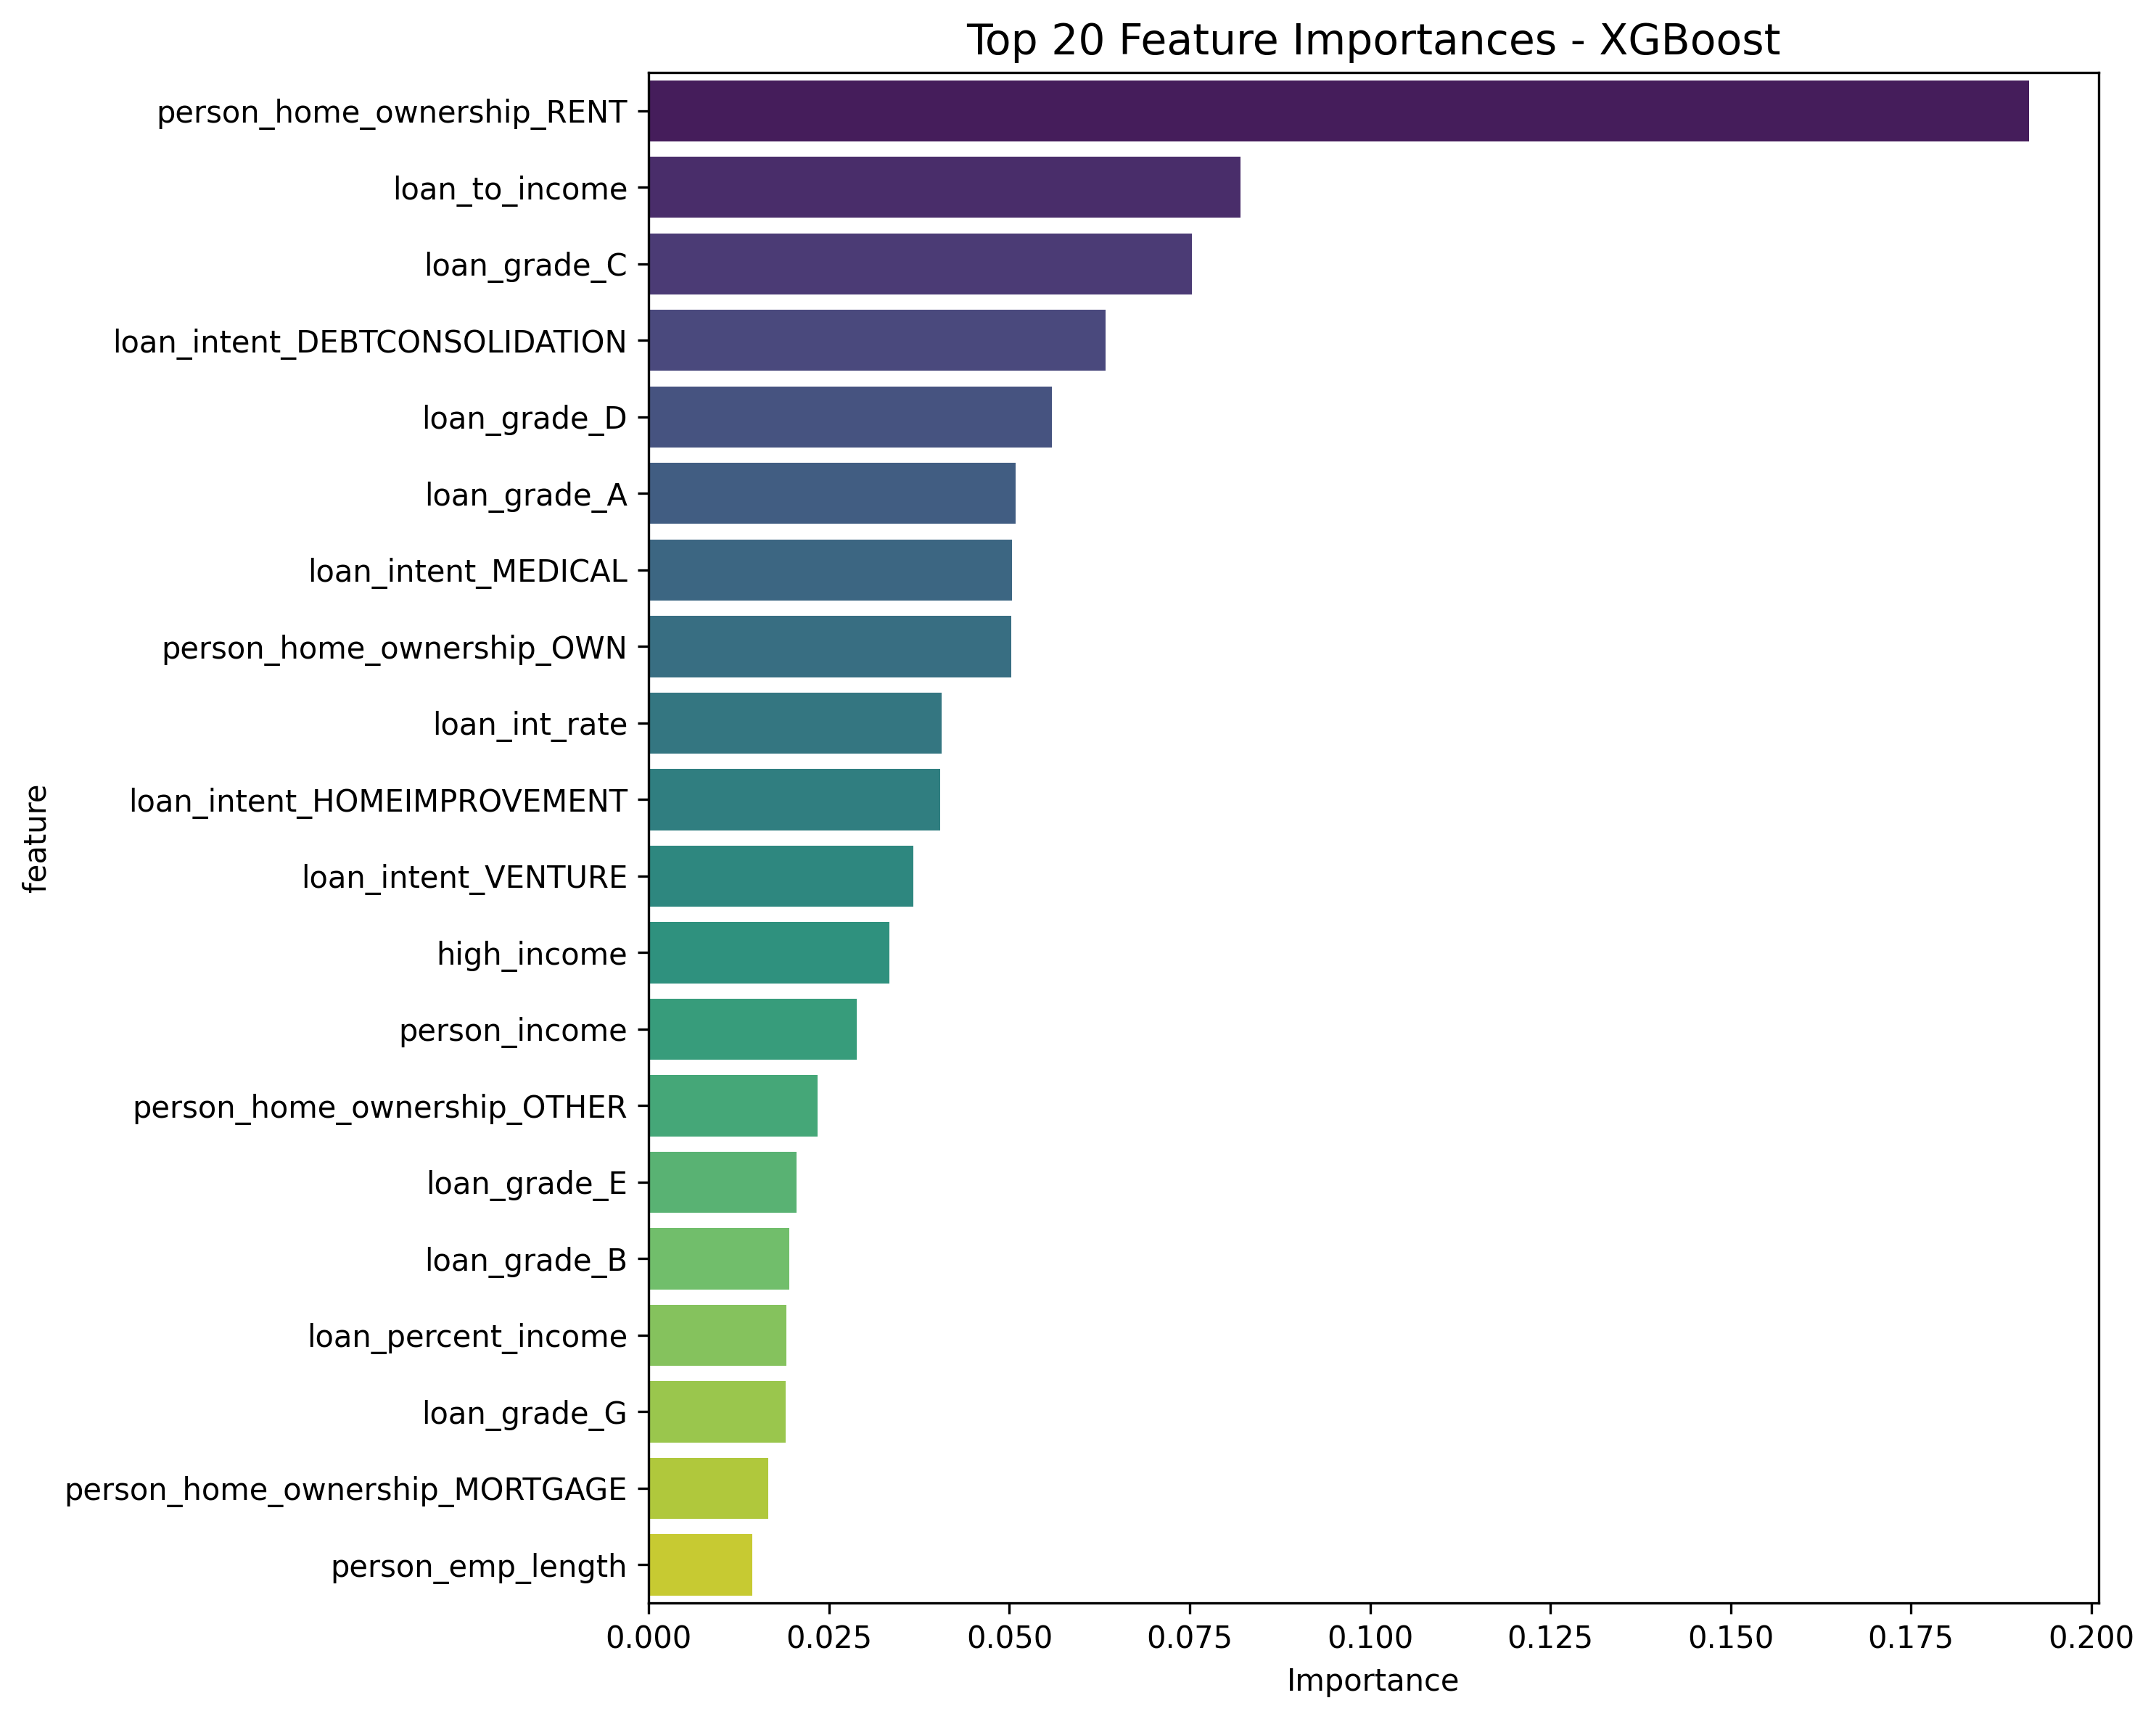 Top 20 Feature Importances - XGBoost
person_home_ownership_RENT
loan_to_income
loan_grade_C
loan_intent_DEBTCONSOLIDATION
loan_grade_D
loan_grade_A
loan_intent_MEDICAL
person_home_ownership_OWN
loan_int_rate
loan_intent_HOMEIMPROVEMENT
loan_intent_VENTURE
high_income
person_income
person_home_ownership_OTHER
loan_grade_E
loan_grade_B
loan_percent_income
loan_grade_G
person_home_ownership_MORTGAGE
person_emp_length
feature
0.000 0.025 0.050 0.075 0.100 0.125 0.150 0.175 0.200
Importance